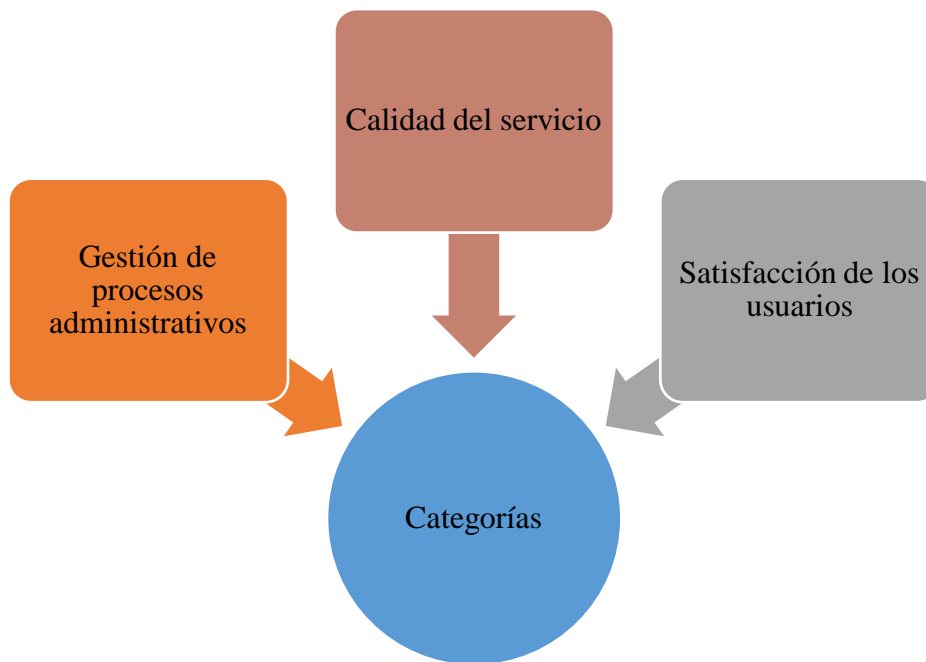 Calidad del servicio
Gestión de
procesos
administrativos
Satisfacción de los
usuarios
Categorías